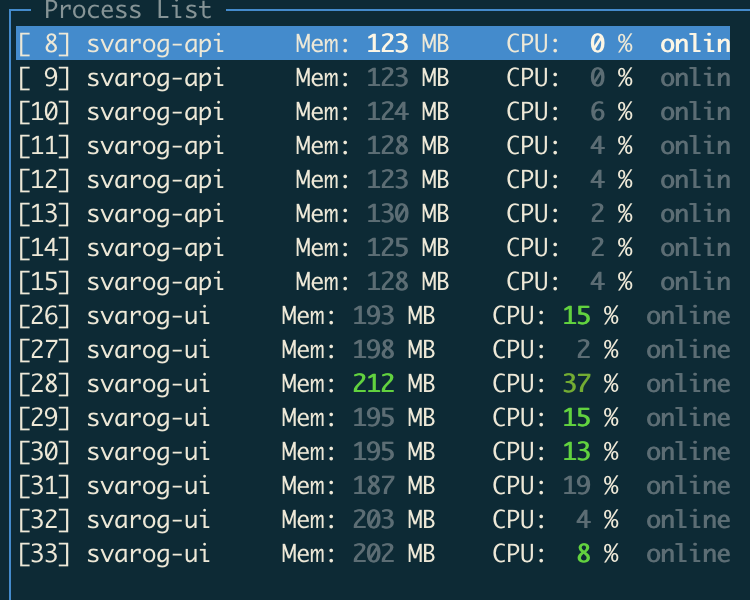 Process List
[ 8] svarog-api Mem: 123 MB CPU: 0 % onlin
[ 9] svarog-api Mem: 123 MB CPU: 0 % onlin
[10] svarog-api Mem: 124 MB CPU: 6 % onlin
[11] svarog-api Mem: 128 MB CPU: 4 % onlin
[12] svarog-api Mem: 123 MB CPU: 4 % onlin
[13] svarog-api Mem: 130 MB CPU: 2 % onlin
[14] svarog-api Mem: 125 MB CPU: 2 % onlin
[15] svarog-api Mem: 128 MB CPU: 4 % onlin
[26] svarog-ui Mem: 193 MB CPU: 15 % online
[27] svarog-ui Mem: 198 MB CPU: 2 % online
[28] svarog-ui Mem: 212 MB CPU: 37 % online
[29] svarog-ui Mem: 195 MB CPU: 15 % online
[30] svarog-ui Mem: 195 MB CPU: 13 % online
[31] svarog-ui Mem: 187 MB CPU: 19 % online
[32] svarog-ui Mem: 203 MB CPU: 4 % online
[33] svarog-ui Mem: 202 MB CPU: 8 % online